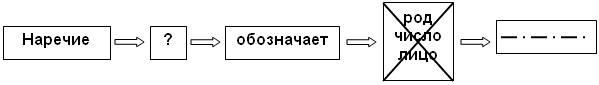 Наречие
?
обозначает
род
число
лицо